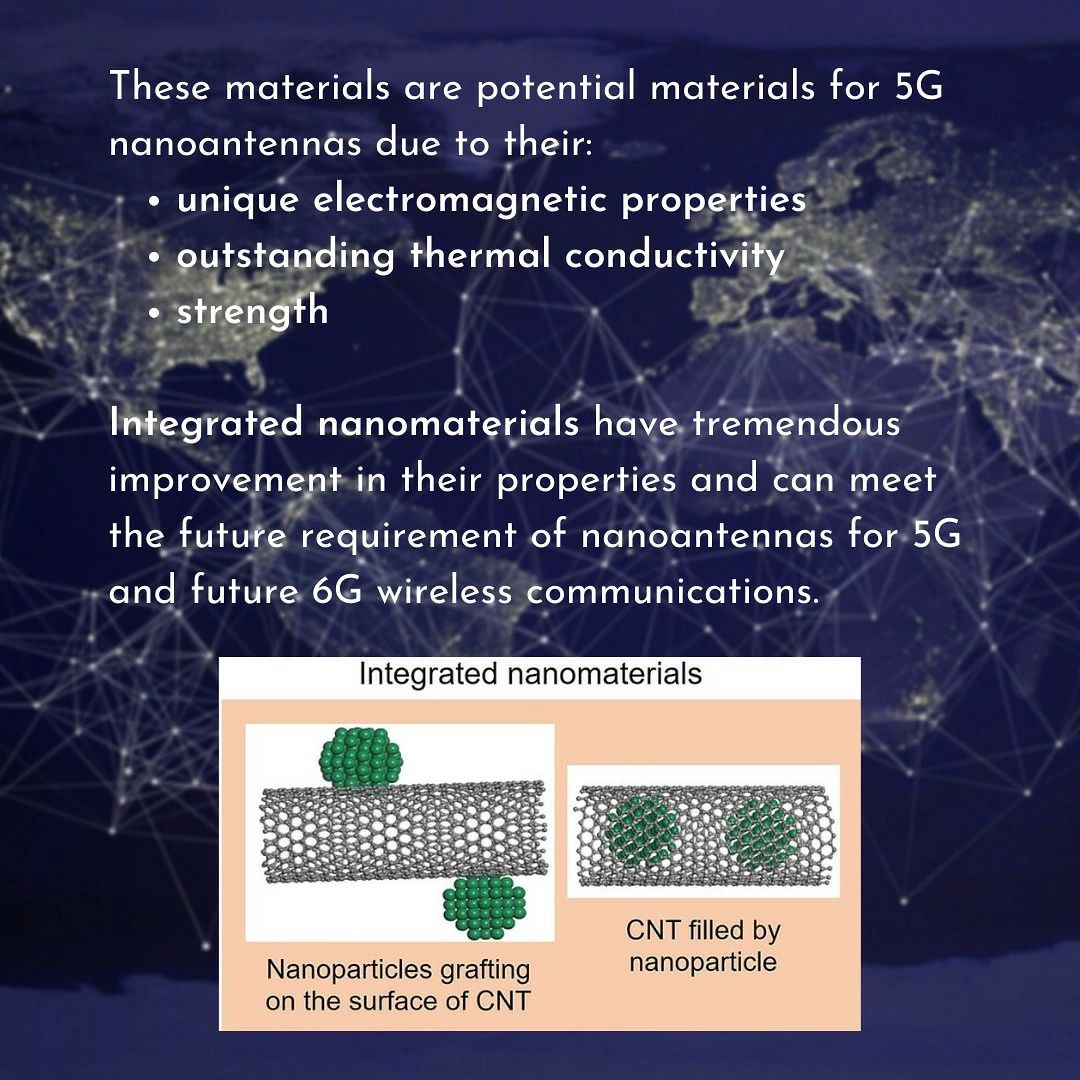 These materials are potential materials for 5G
nanoantennas due to their:
• unique electromagnetic properties
• outstanding thermal conductivity
• strength
Integrated nanomaterials have tremendous
improvement in their properties and can meet
the future requirement of nanoantennas for 5G
and future 6G wireless communications.
Integrated nanomaterials
Nanoparticles grafting
on the surface of CNT
CNT filled by
nanoparticle